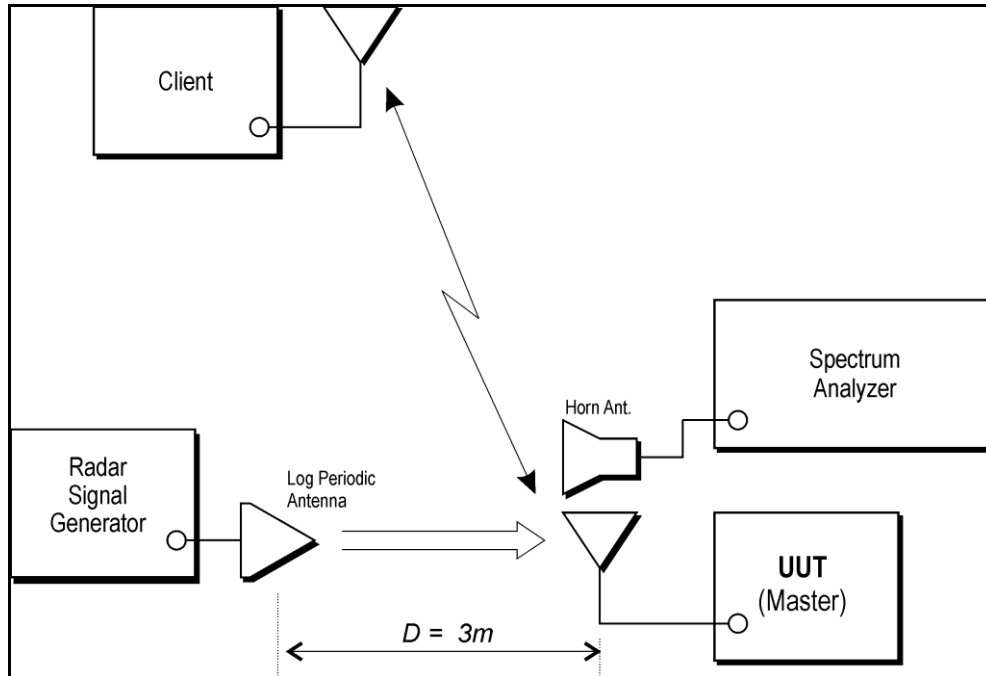 Client
Spectrum
Analyzer
Horn Ant.
Radar
Signal
Generator
Log Periodic
Antenna
UUT
(Master)
D = 3m